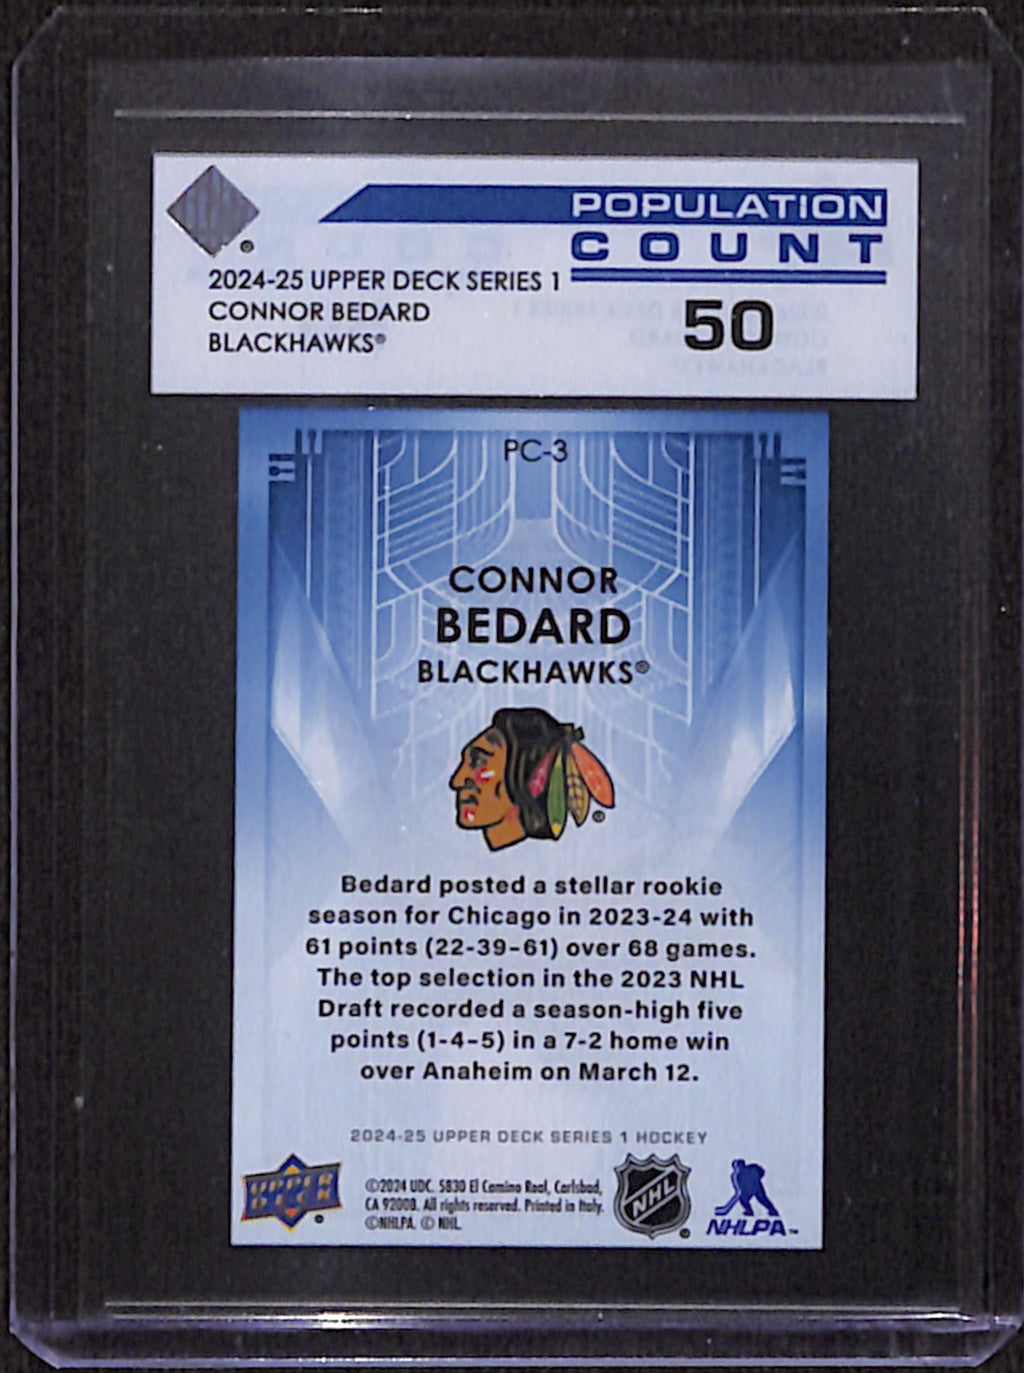 POPULATION
COUNT
®
2024-25 UPPER DECK SERIES 1
CONNOR BEDARD
BLACKHAWKS®
50
PC-3
CONNOR
BEDARD
BLACKHAWKS®
®
Bedard posted a stellar rookie
season for Chicago in 2023-24 with
61 points (22-39-61) over 68 games.
The top selection in the 2023 NHL
Draft recorded a season-high five
points (1-4-5) in a 7-2 home win
over Anaheim on March 12.
2024-25 UPPER DECK SERIES 1 HOCKEY
UPPER
DECK
©2024 UDC. 5830 El Camino Real, Carlsbad,
CA 92008. All rights reserved. Printed in Italy.
©NHLPA. © NHL.
NHL
NHLPA™